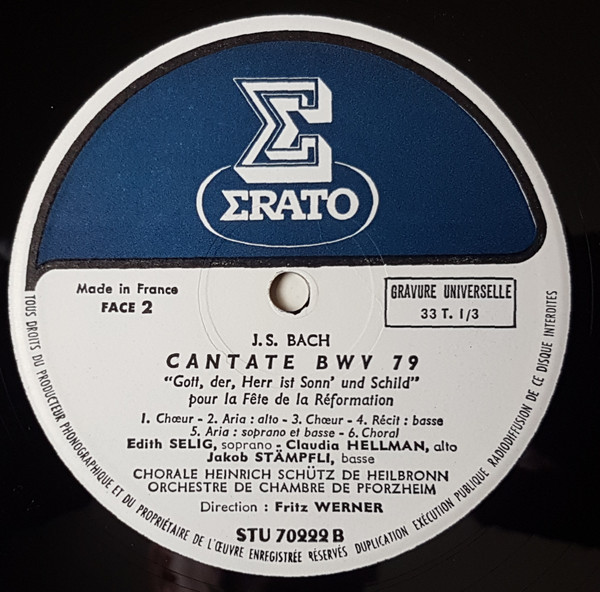 Σ
ΣRATO
Made in France
FACE 2
GRAVURE UNIVERSELLE
33 T. 1/3
J.S. BACH
CANTATE BWV 79
"Gott, der, Herr ist Sonn' und Schild"
pour la Fête de la Réformation
1. Chœur - 2. Aria : alto - 3. Chœur - 4. Récit : basse
5. Aria : soprano et basse - 6. Choral
Edith SELIG, soprano - Claudia HELLMAN, alto
Jakob STÄMPFLI, basse
CHORALE HEINRICH SCHÜTZ DE HEILBRONN
ORCHESTRE DE CHAMBRE DE PFORZHEIM
Direction : Fritz WERNER
STU 70222 B
TOUS DROITS DU PRODUCTEUR PHONOGRAPHIQUE ET DU PROPRIÉTAIRE DE L'ŒUVRE ENREGISTRÉE RÉSERVÉS DUPLICATION EXÉCUTION PUBLIQUE RADIODIFFUSION DE CE DISQUE INTERDITES